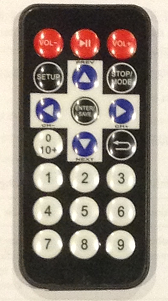 VOL- VOL+
PREV
SETUP STOP/
MODE
ENTER/
SAVE
CH- CH+
0
10+
NEXT
1 2 3
4 5 6
7 8 9